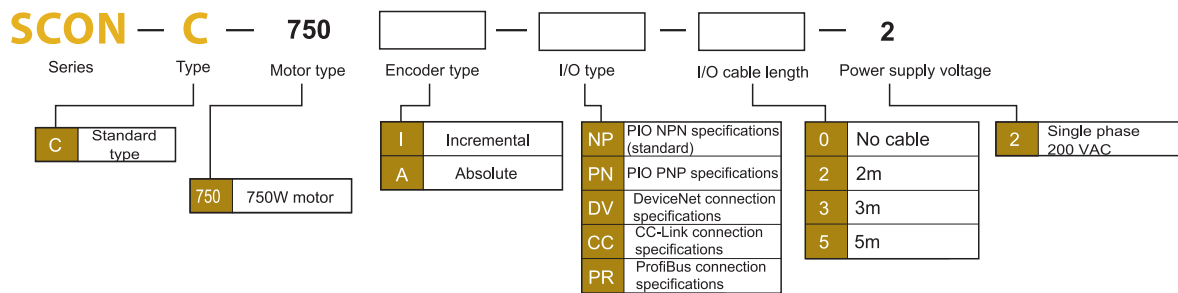 SCON — C — 750 — — — 2
Series Type Motor type Encoder type I/O type I/O cable length Power supply voltage
C Standard
type
750 750W motor
I Incremental
A Absolute
NP PIO NPN specifications
(standard)
PN PIO PNP specifications
DV DeviceNet connection
specifications
CC CC-Link connection
specifications
PR ProfiBus connection
specifications
0 No cable
2 2m
3 3m
5 5m
2 Single phase
200 VAC